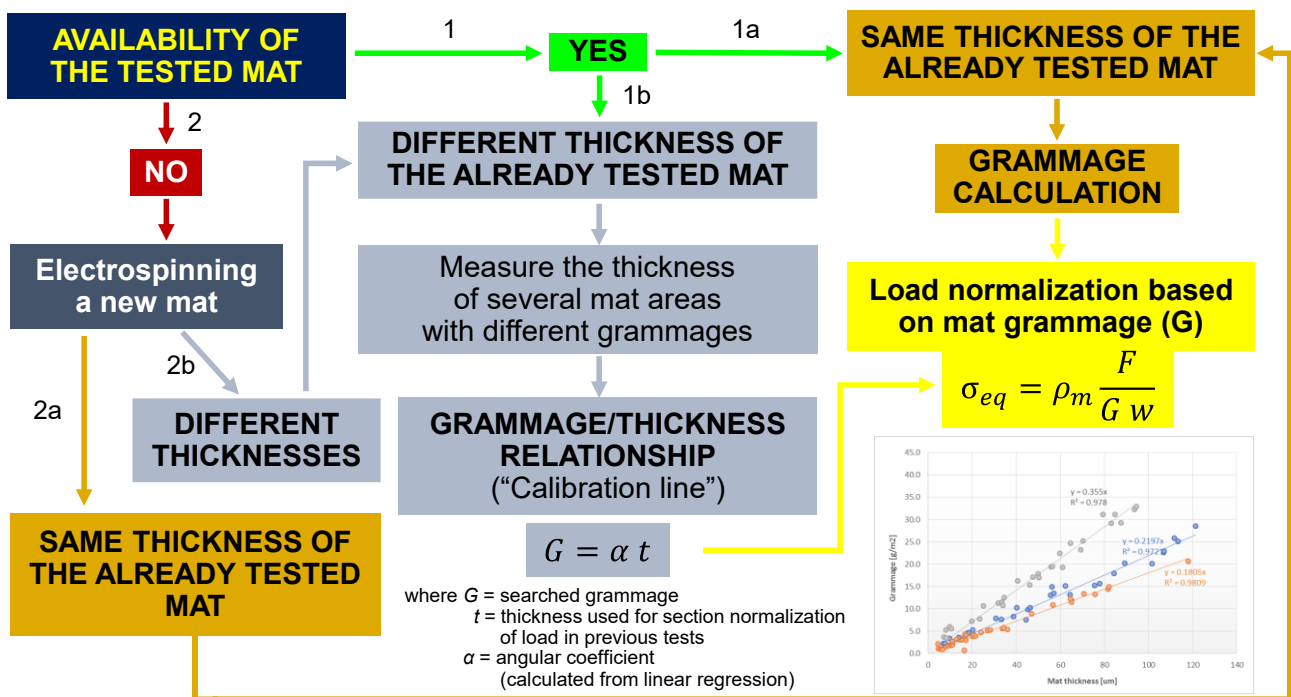 AVAILABILITY OF
THE TESTED MAT
1
YES
1a
SAME THICKNESS OF THE
ALREADY TESTED MAT
2
1b
NO
DIFFERENT THICKNESS OF
THE ALREADY TESTED MAT
GRAMMAGE
CALCULATION
Electrospinning
a new mat
Measure the thickness
of several mat areas
with different grammages
Load normalization based
on mat grammage (G)
σeq = ρm F / G w
2b
2a
DIFFERENT
THICKNESSES
GRAMMAGE/THICKNESS
RELATIONSHIP
(“Calibration line”)
G = α t
SAME THICKNESS OF
THE ALREADY TESTED
MAT
where G = searched grammage
t = thickness used for section normalization
of load in previous tests
α = angular coefficient
(calculated from linear regression)
45.0
40.0
35.0
30.0
25.0
20.0
15.0
10.0
5.0
0.0
Grammage [g/m2]
y = 0.355x
R² = 0.978
y = 0.2197x
R² = 0.972
y = 0.1805x
R² = 0.9809
0 20 40 60 80 100 120 140
Mat thickness [um]